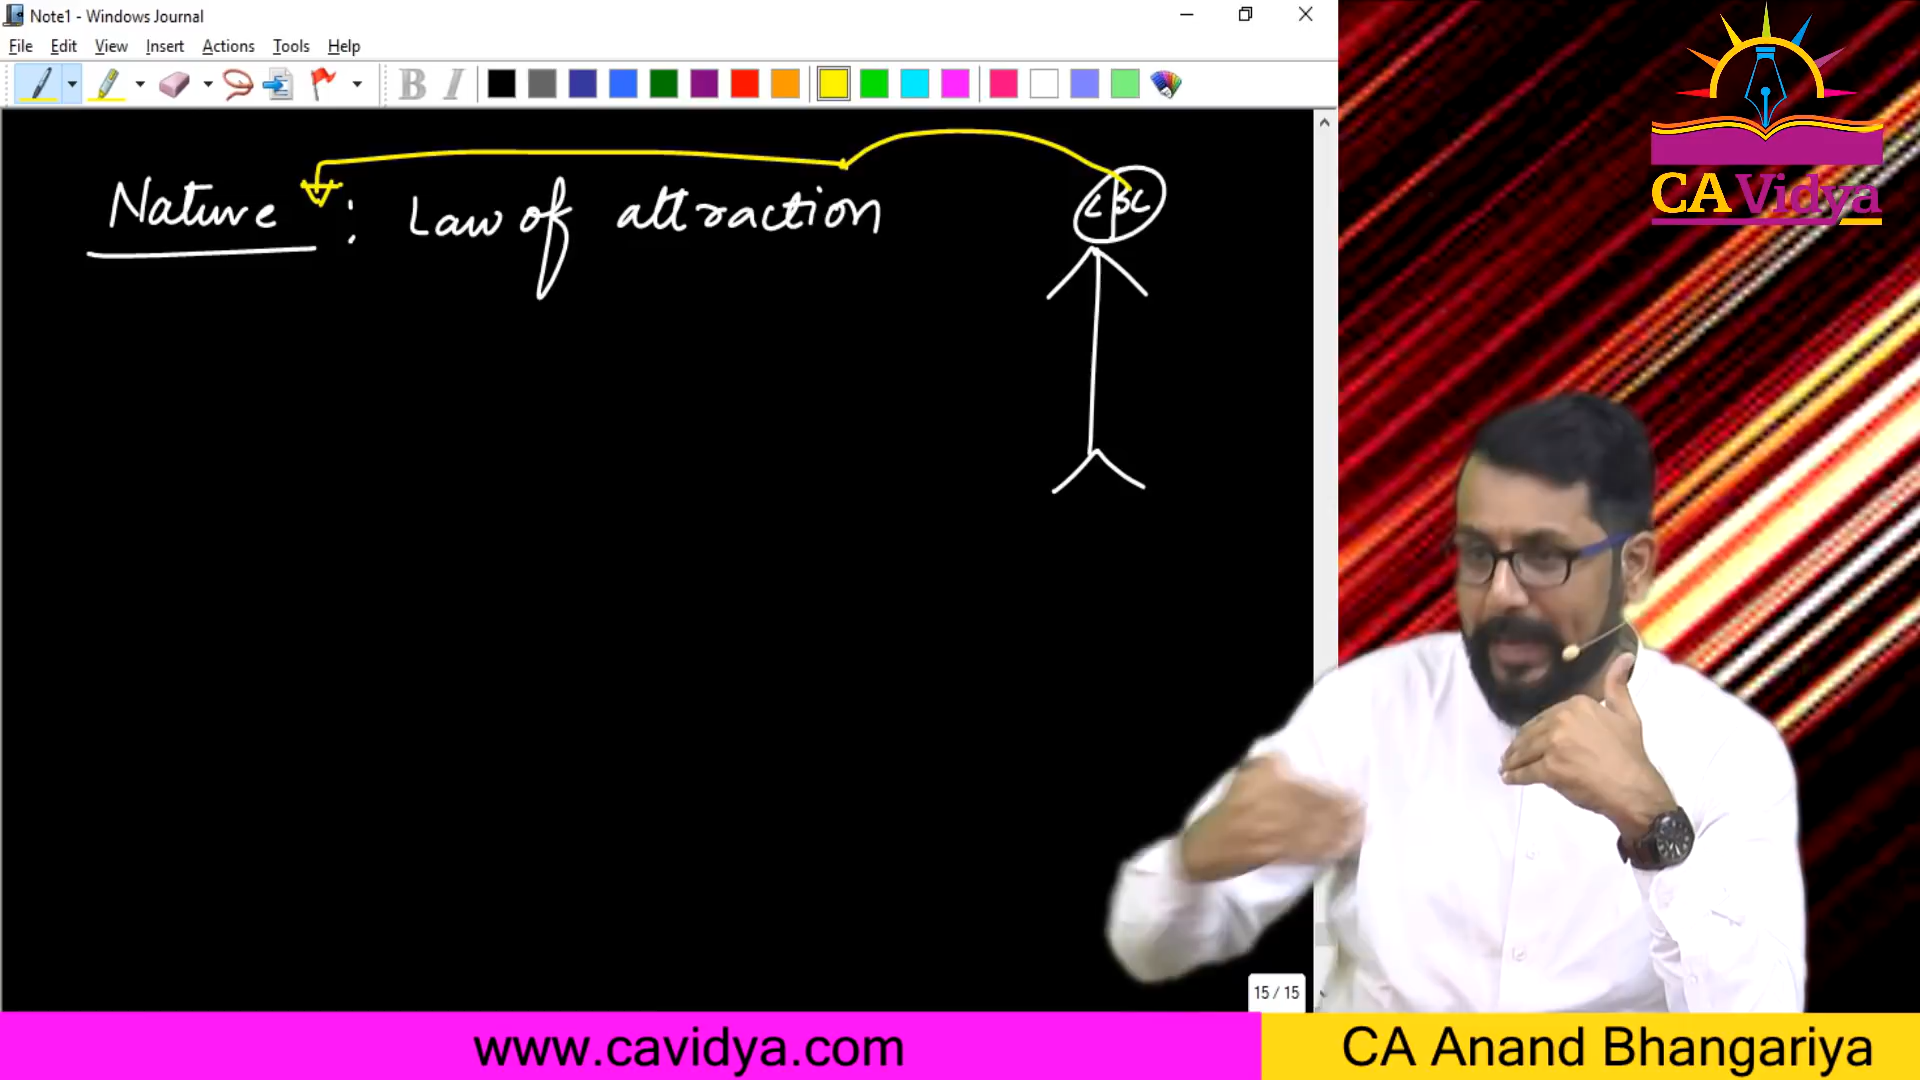 Note1 - Windows Journal
File Edit View Insert Actions Tools Help
B I
Nature : Law of attraction
C SC
15 / 15
CA Vidya
www.cavidya.com
CA Anand Bhangariya